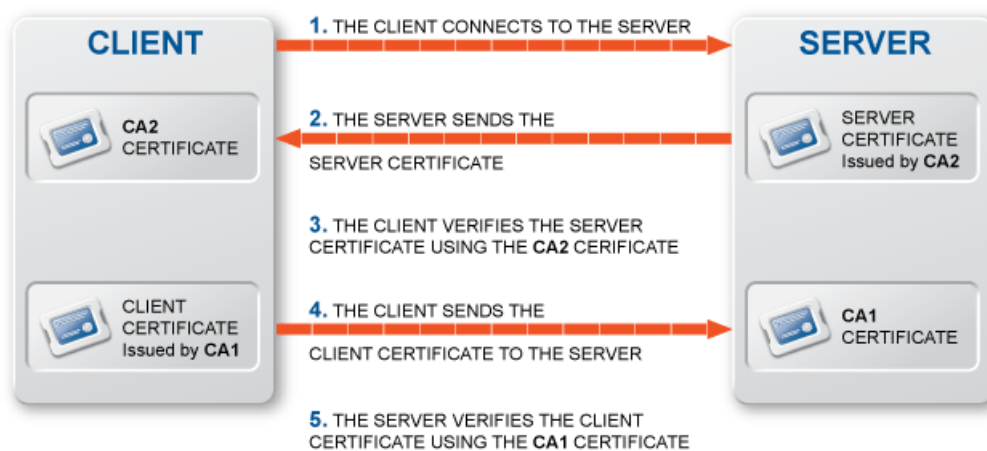 CLIENT
1. THE CLIENT CONNECTS TO THE SERVER
SERVER
CA2
CERTIFICATE
2. THE SERVER SENDS THE
SERVER CERTIFICATE
SERVER
CERTIFICATE
Issued by CA2
3. THE CLIENT VERIFIES THE SERVER
CERTIFICATE USING THE CA2 CERIFICATE
CLIENT
CERTIFICATE
Issued by CA1
4. THE CLIENT SENDS THE
CLIENT CERTIFICATE TO THE SERVER
CA1
CERTIFICATE
5. THE SERVER VERIFIES THE CLIENT
CERTIFICATE USING THE CA1 CERTIFICATE